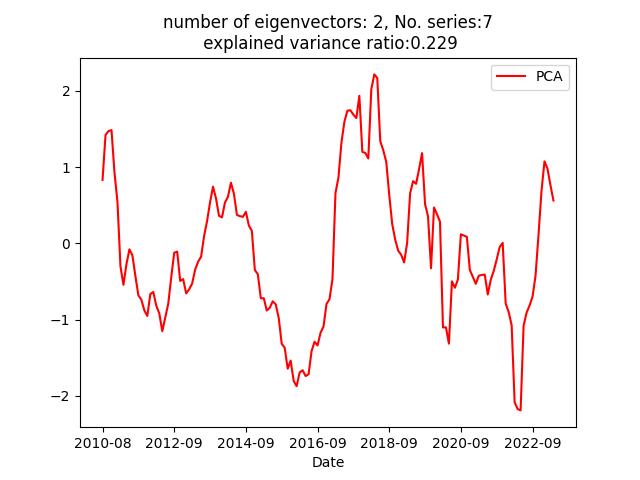 number of eigenvectors: 2, No. series:7
explained variance ratio:0.229
PCA
2
1
0
−1
−2
2010-08 2012-09 2014-09 2016-09 2018-09 2020-09 2022-09
Date